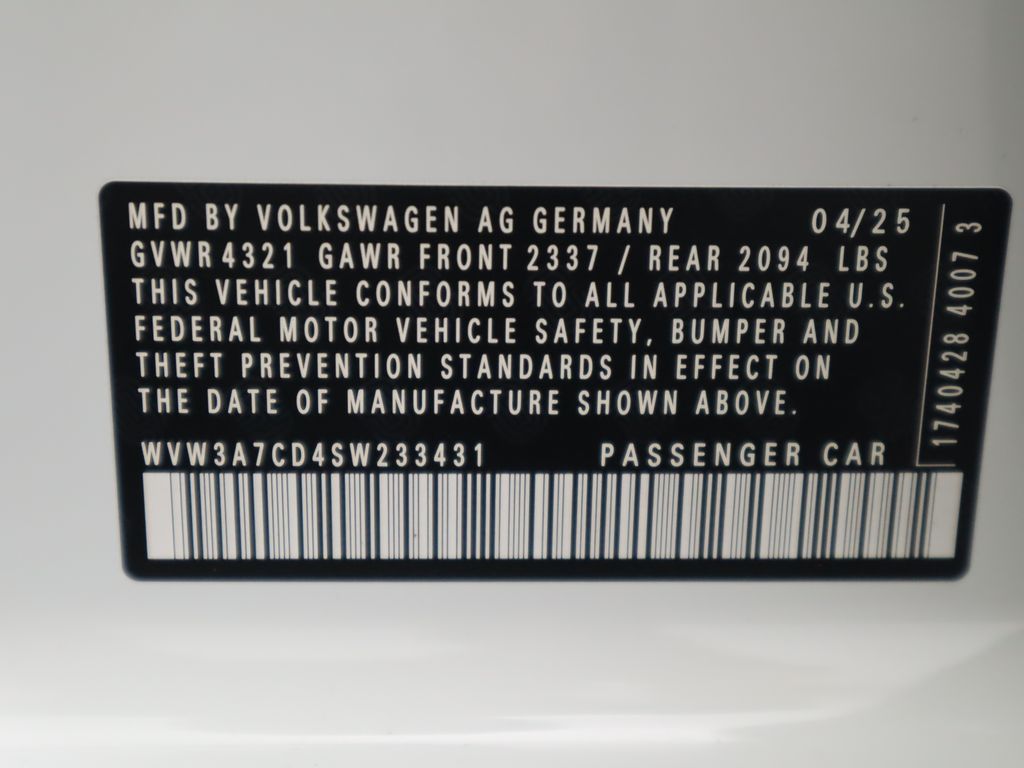 MFD BY VOLKSWAGEN AG GERMANY 04/25
GVWR 4321 GAWR FRONT 2337 / REAR 2094 LBS
THIS VEHICLE CONFORMS TO ALL APPLICABLE U.S.
FEDERAL MOTOR VEHICLE SAFETY, BUMPER AND
THEFT PREVENTION STANDARDS IN EFFECT ON
THE DATE OF MANUFACTURE SHOWN ABOVE.
WVW3A7CD4SW233431 PASSENGER CAR
1740428 4007 3